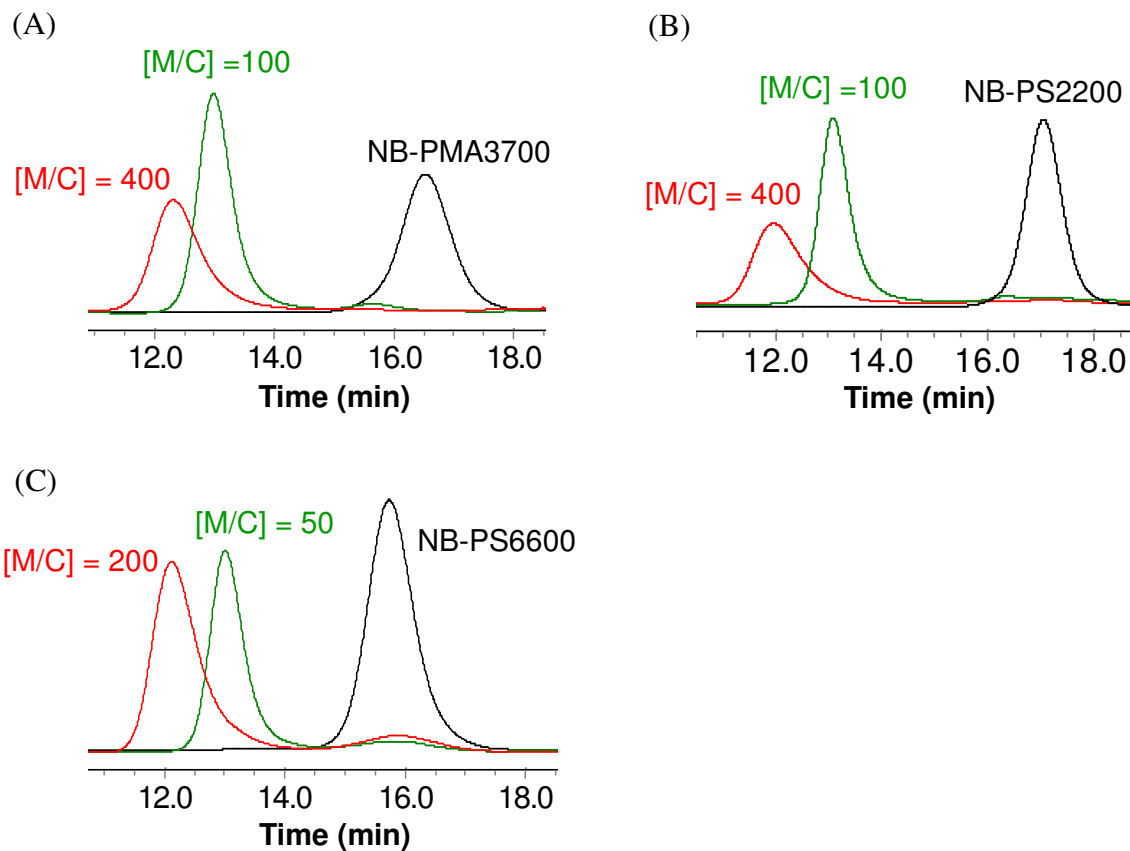 (A)
[M/C] =100
[M/C] = 400
NB-PMA3700
12.0 14.0 16.0 18.0
Time (min)
(B)
[M/C] =100
NB-PS2200
[M/C] = 400
12.0 14.0 16.0 18.0
Time (min)
(C)
[M/C] = 50
NB-PS6600
[M/C] = 200
12.0 14.0 16.0 18.0
Time (min)